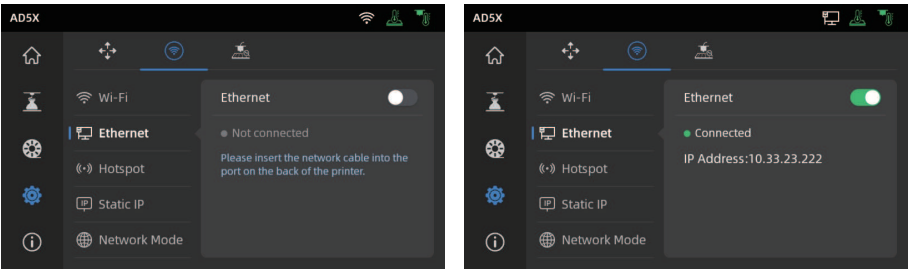 AD5X
Wi-Fi
Ethernet
Hotspot
IP
Static IP
Network Mode
Ethernet
Not connected
Please insert the network cable into the
port on the back of the printer.
AD5X
Wi-Fi
Ethernet
Hotspot
IP
Static IP
Network Mode
Ethernet
Connected
IP Address:10.33.23.222